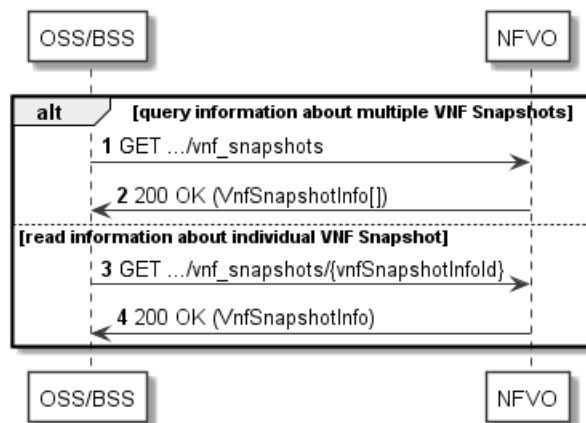 OSS/BSS
NFVO
alt
[query information about multiple VNF Snapshots]
1 GET .../vnf_snapshots
2 200 OK (VnfSnapshotInfo[])
[read information about individual VNF Snapshot]
3 GET .../vnf_snapshots/{vnfSnapshotInfoId}
4 200 OK (VnfSnapshotInfo)
OSS/BSS
NFVO